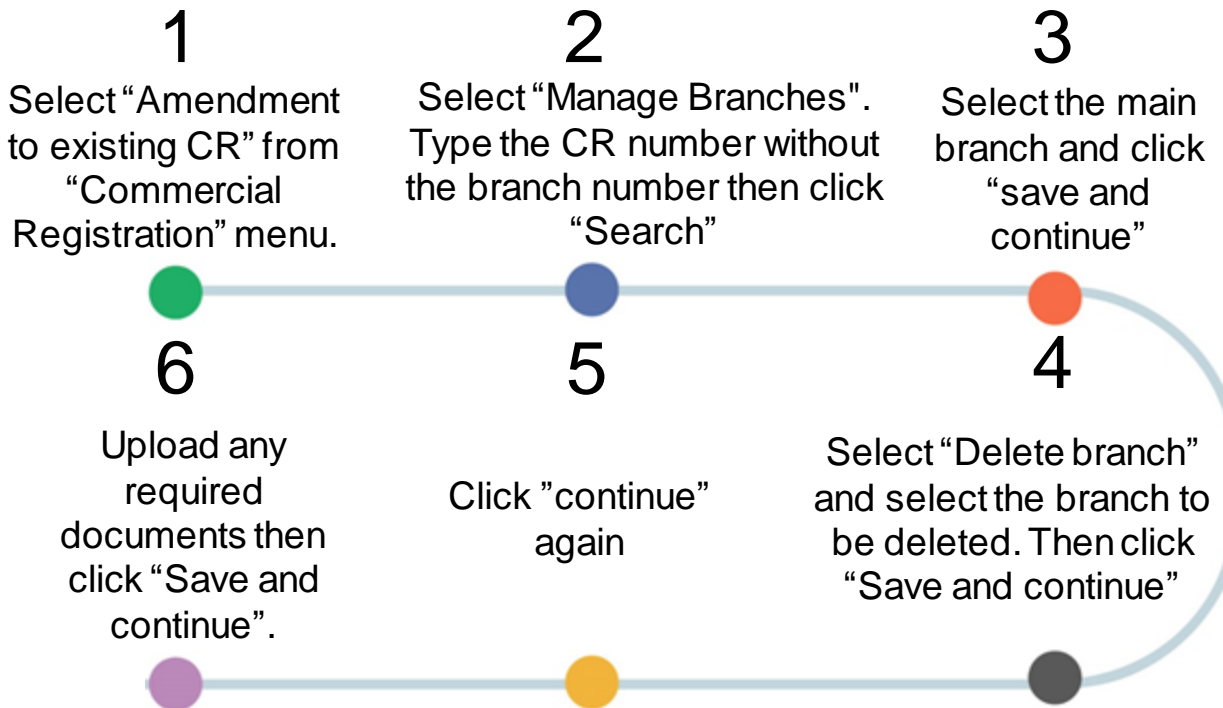 1
Select “Amendment
to existing CR” from
“Commercial
Registration” menu.
2
Select “Manage Branches".
Type the CR number without
the branch number then click
“Search”
3
Select the main
branch and click
“save and
continue”
4
Select “Delete branch”
and select the branch to
be deleted. Then click
“Save and continue”
5
Click ”continue”
again
6
Upload any
required
documents then
click “Save and
continue”.